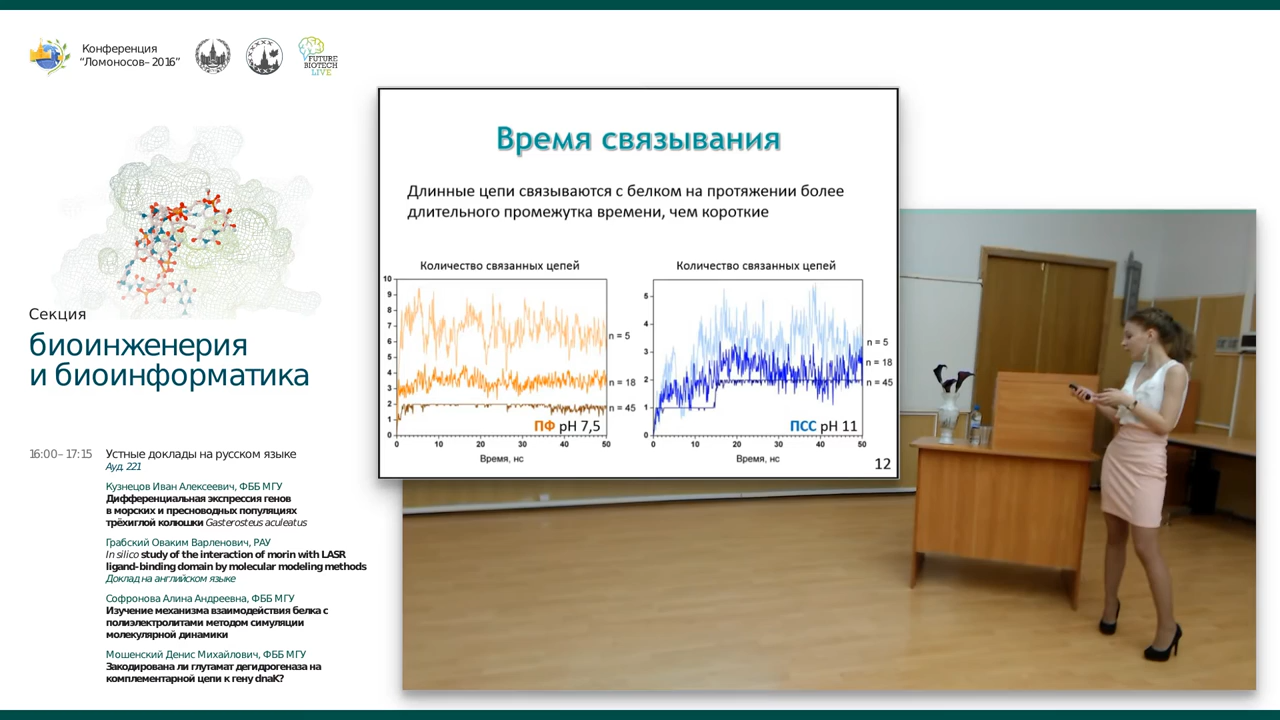 Конференция
“Ломоносов–2016”
FUTURE
BIOTECH
LIVE
Время связывания
Длинные цепи связываются с белком на протяжении более
длительного промежутка времени, чем короткие
Количество связанных цепей
10
9
8
7
6
5
4
3
2
1
0
0 10 20 30 40 50
Время, нс
n = 5
n = 18
n = 45
ПФ pH 7,5
Количество связанных цепей
5
4
3
2
1
0
0 10 20 30 40 50
Время, нс
n = 5
n = 18
n = 45
ПСС pH 11
12
Секция
биоинженерия
и биоинформатика
16:00–17:15 Устные доклады на русском языке
Ауд. 221
Кузнецов Иван Алексеевич, ФББ МГУ
Дифференциальная экспрессия генов
в морских и пресноводных популяциях
трёхиглой колюшки Gasterosteus aculeatus
Грабский Оваким Варленович, РАУ
In silico study of the interaction of morin with LASR
ligand-binding domain by molecular modeling methods
Доклад на английском языке
Софронова Алина Андреевна, ФББ МГУ
Изучение механизма взаимодействия белка с
полиэлектролитами методом симуляции
молекулярной динамики
Мошенский Денис Михайлович, ФББ МГУ
Закодирована ли глутамат дегидрогеназа на
комплементарной цепи к гену dnaK?